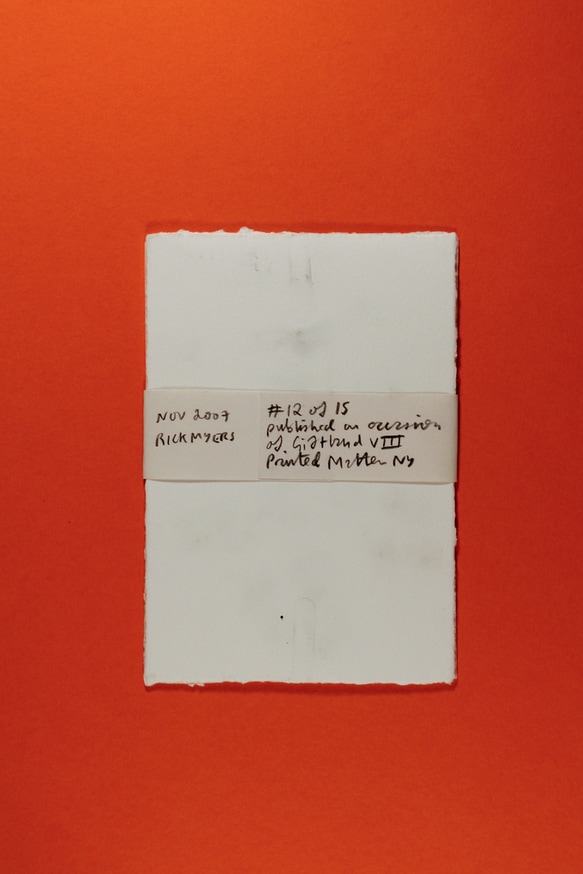 NOV 2007
RICK MYERS
#12 of 15
published on occasion
of Giftland VIII
Printed Matter NY